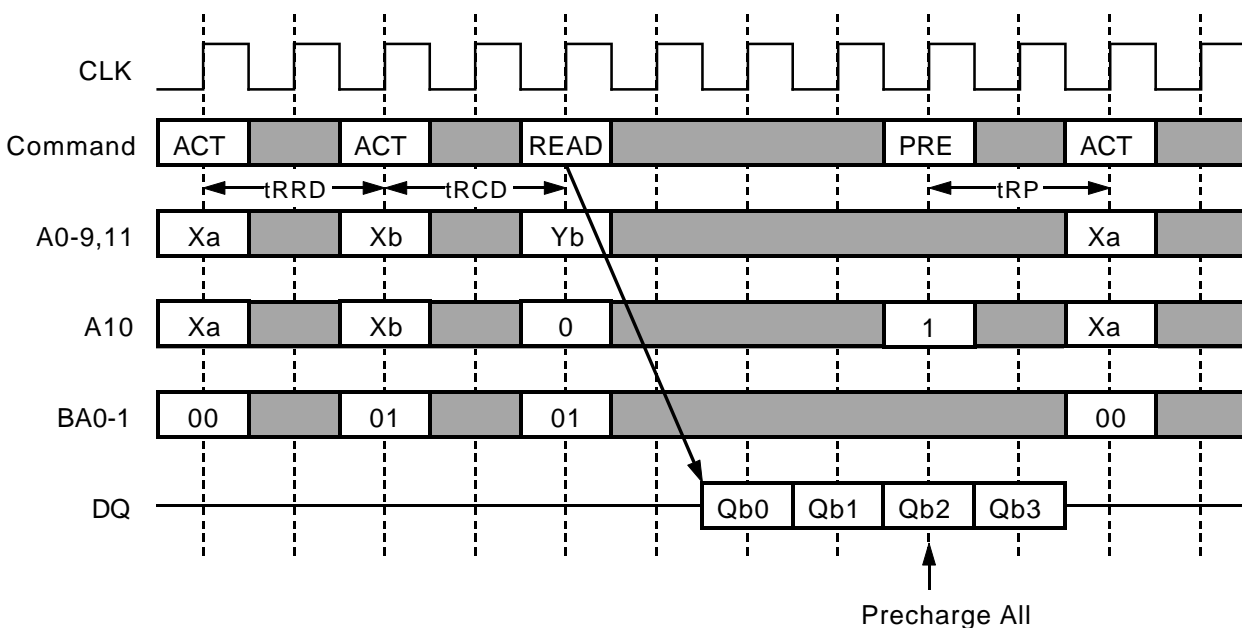 CLK
Command ACT ACT READ PRE ACT
tRRD tRCD tRP
A0-9,11 Xa Xb Yb Xa
A10 Xa Xb 0 1 Xa
BA0-1 00 01 01 00
DQ Qb0 Qb1 Qb2 Qb3
Precharge All